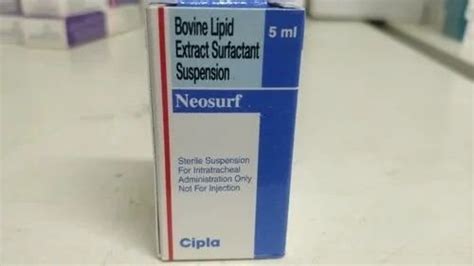 Bovine Lipid
Extract Surfactant
Suspension
5 ml
Neosurf
Sterile Suspension
For Intratracheal
Administration Only
Not For Injection
Cipla